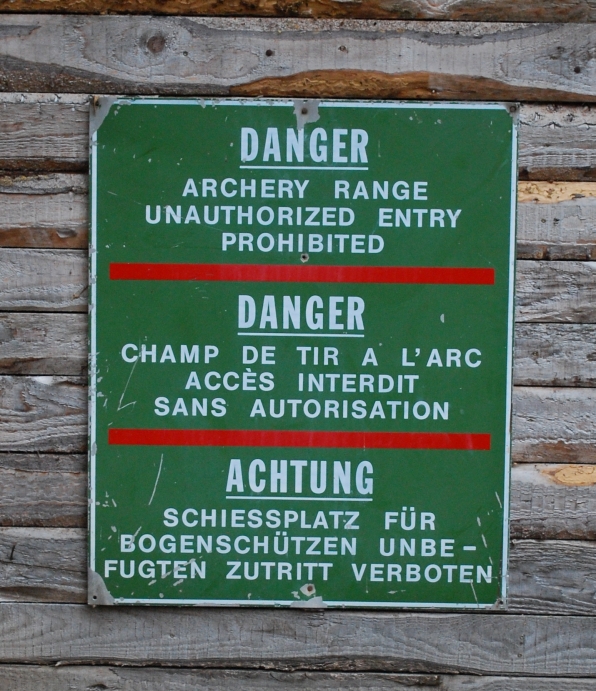 DANGER
ARCHERY RANGE
UNAUTHORIZED ENTRY
PROHIBITED
DANGER
CHAMP DE TIR A L'ARC
ACCÈS INTERDIT
SANS AUTORISATION
ACHTUNG
SCHIESSPLATZ FÜR
BOGENSCHÜTZEN UNBE-
FUGTEN ZUTRITT VERBOTEN